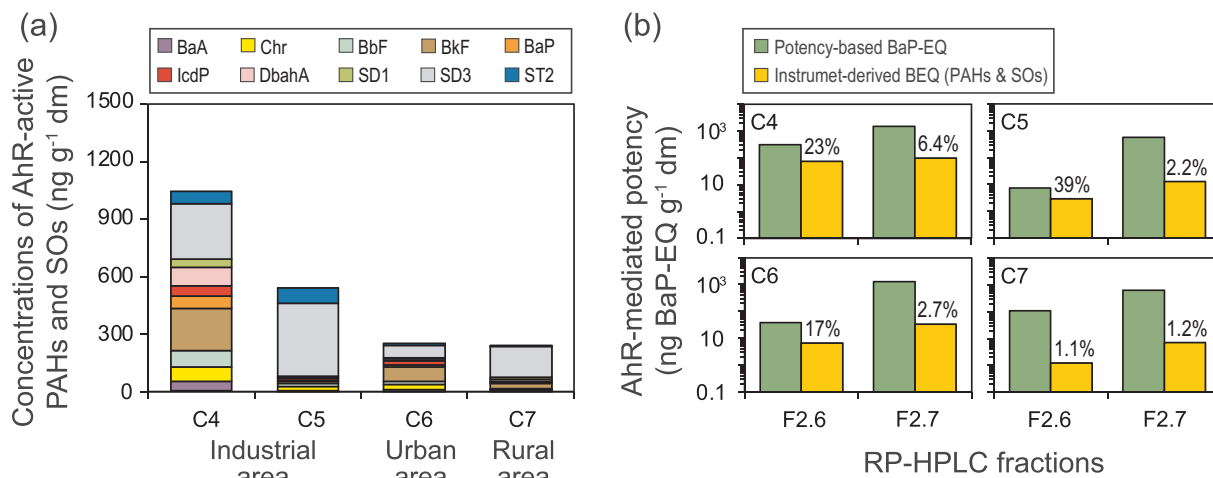 (a)
BaA Chr BbF BkF BaP
IcdP DbahA SD1 SD3 ST2
Concentrations of AhR-active
PAHs and SOs (ng g⁻¹ dm)
1500
1200
900
600
300
0
C4 C5 C6 C7
Industrial Urban Rural
area area area
(b)
Potency-based BaP-EQ
Instrumet-derived BEQ (PAHs & SOs)
AhR-mediated potency
(ng BaP-EQ g⁻¹ dm)
10³
10
0.1
C4
23%
6.4%
C5
39%
2.2%
10³
10
0.1
C6
17%
2.7%
C7
1.1%
1.2%
F2.6 F2.7 F2.6 F2.7
RP-HPLC fractions